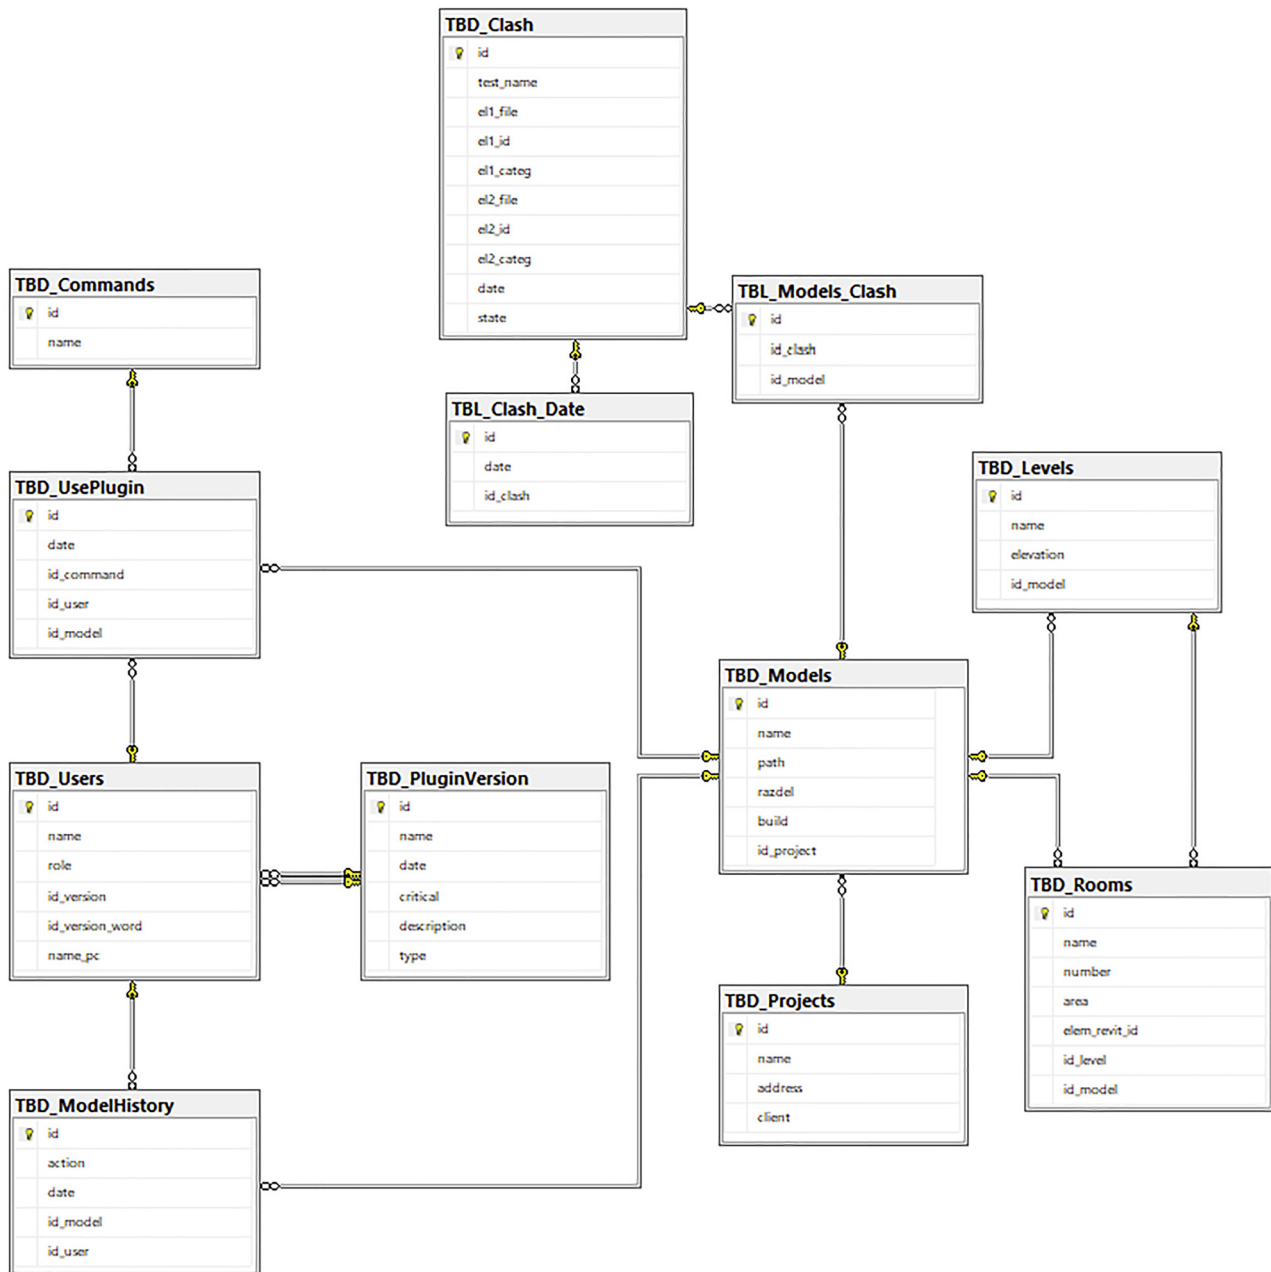 TBD_Clash
id
test_name
el1_file
el1_id
el1_categ
el2_file
el2_id
el2_categ
date
state
TBD_Commands
id
name
TBL_Models_Clash
id
id_clash
id_model
TBL_Clash_Date
id
date
id_clash
TBD_Levels
id
name
elevation
id_model
TBD_UsePlugin
id
date
id_command
id_user
id_model
TBD_Models
id
name
path
razdel
build
id_project
TBD_Users
id
name
role
id_version
id_version_word
name_pc
TBD_PluginVersion
id
name
date
critical
description
type
TBD_Rooms
id
name
number
area
elem_revit_id
id_level
id_model
TBD_Projects
id
name
address
client
TBD_ModelHistory
id
action
date
id_model
id_user